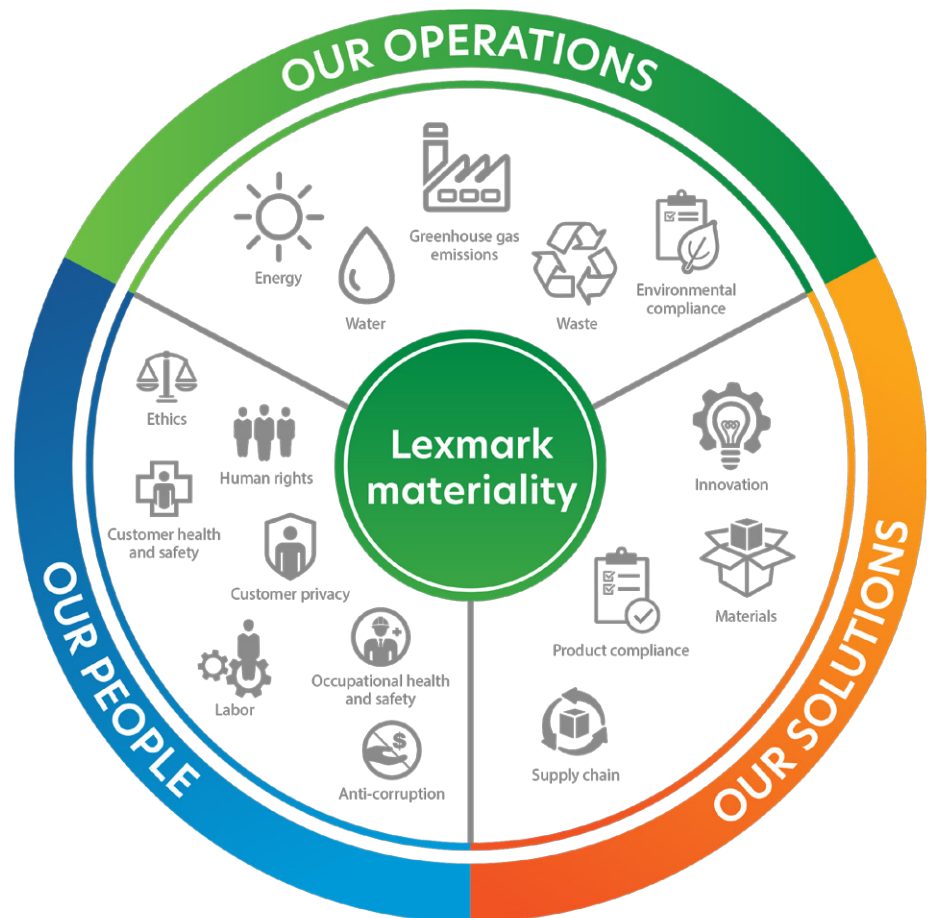 OUR OPERATIONS
Energy
Water
Greenhouse gas
emissions
Waste
Environmental
compliance
Lexmark
materiality
OUR PEOPLE
Ethics
Human rights
Customer health
and safety
Customer privacy
Labor
Occupational health
and safety
Anti-corruption
$
OUR SOLUTIONS
Innovation
Materials
Product compliance
Supply chain